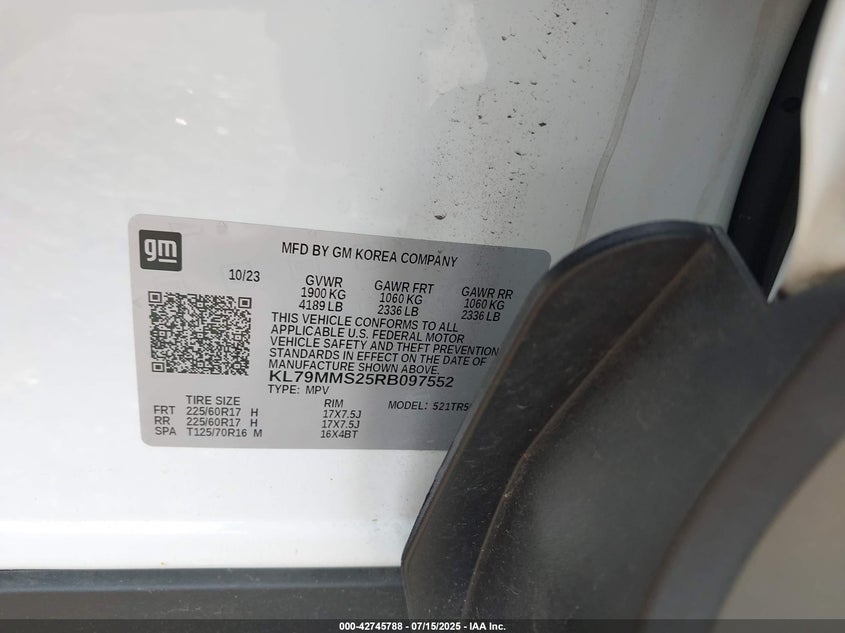 gm
MFD BY GM KOREA COMPANY
10/23 GVWR GAWR FRT GAWR RR
1900 KG 1060 KG 1060 KG
4189 LB 2336 LB 2336 LB
THIS VEHICLE CONFORMS TO ALL
APPLICABLE U.S. FEDERAL MOTOR
VEHICLE SAFETY AND THEFT PREVENTION
STANDARDS IN EFFECT ON THE DATE OF
MANUFACTURE SHOWN ABOVE.
KL79MMS25RB097552
TYPE: MPV MODEL: 521TR5
TIRE SIZE RIM
FRT 225/60R17 H 17X7.5J
RR 225/60R17 H 17X7.5J
SPA T125/70R16 M 16X4BT
000-42745788 - 07/15/2025 - IAA Inc.